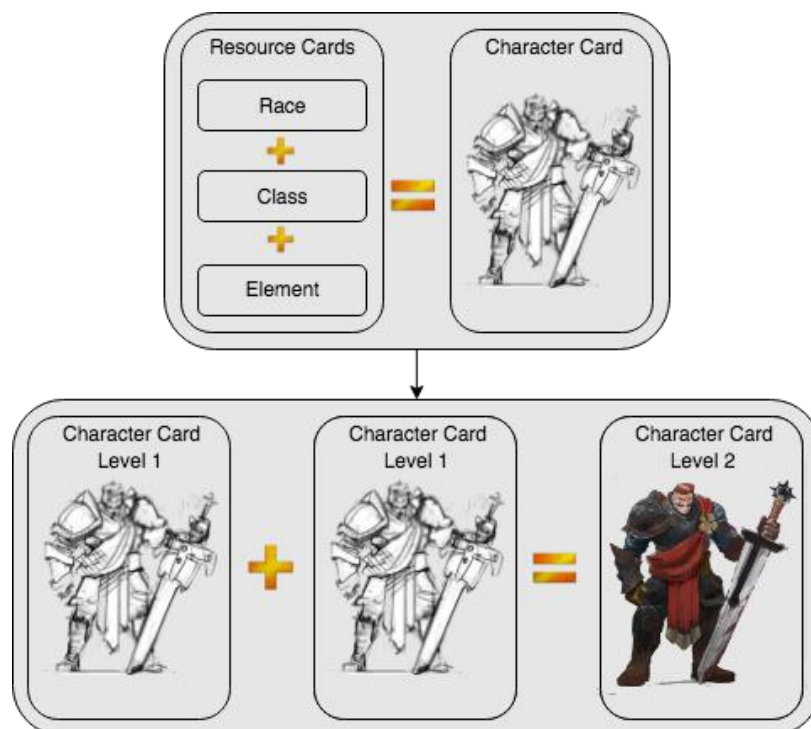 Resource Cards
Character Card
Race
+
Class
+
Element
=
Character Card
Level 1
+
Character Card
Level 1
=
Character Card
Level 2